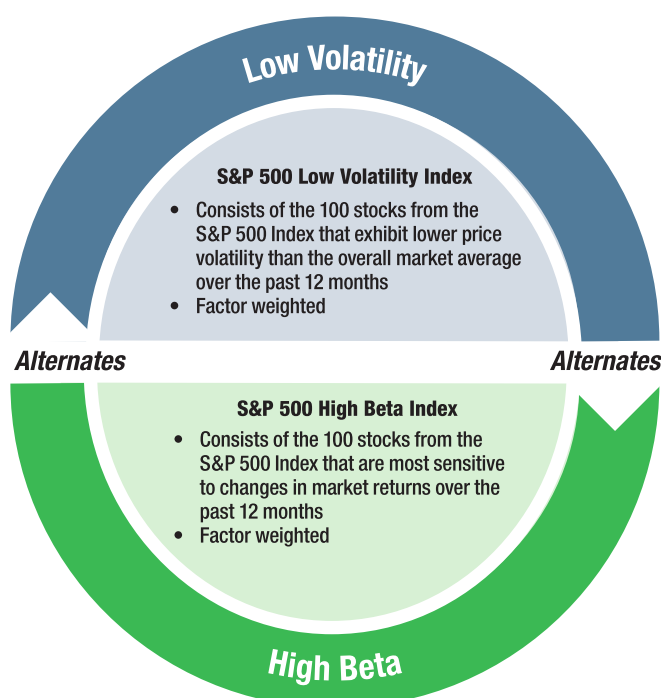 Low Volatility
S&P 500 Low Volatility Index
• Consists of the 100 stocks from the
S&P 500 Index that exhibit lower price
volatility than the overall market average
over the past 12 months
• Factor weighted
Alternates
Alternates
S&P 500 High Beta Index
• Consists of the 100 stocks from the
S&P 500 Index that are most sensitive
to changes in market returns over the
past 12 months
• Factor weighted
High Beta